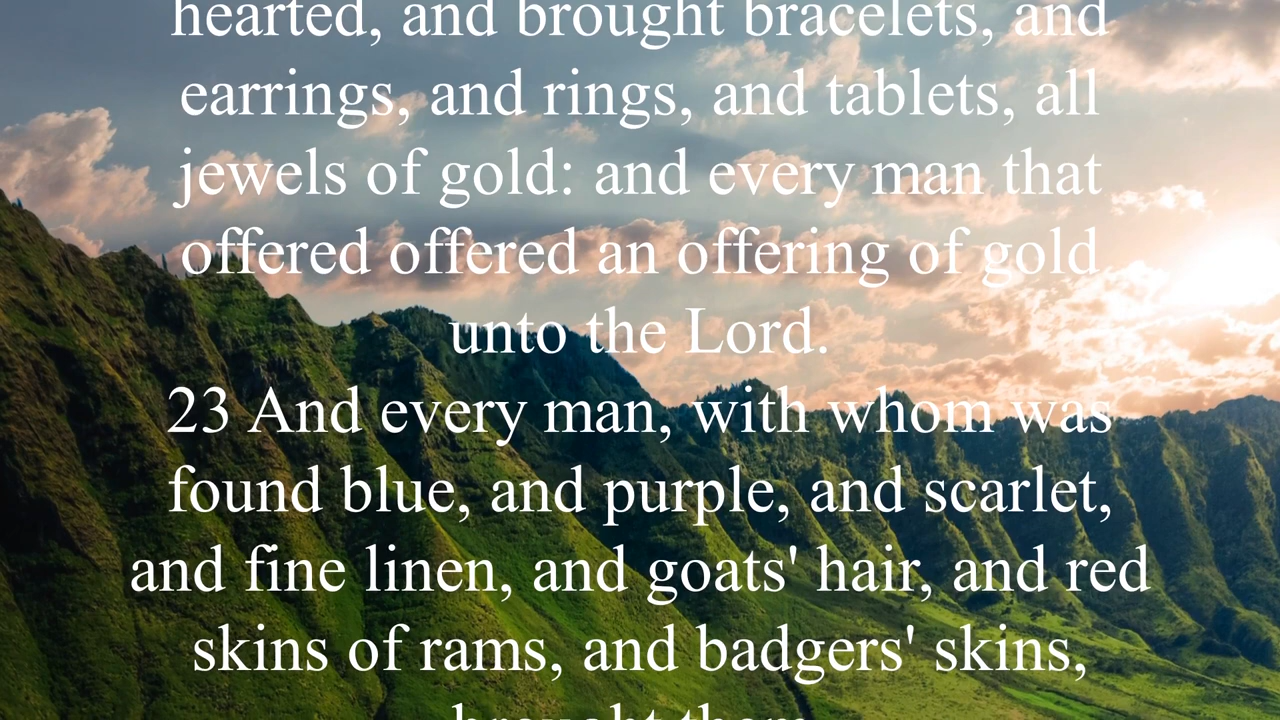 hearted, and brought bracelets, and
earrings, and rings, and tablets, all
jewels of gold: and every man that
offered offered an offering of gold
unto the Lord.
23 And every man, with whom was
found blue, and purple, and scarlet,
and fine linen, and goats' hair, and red
skins of rams, and badgers' skins,
brought them.